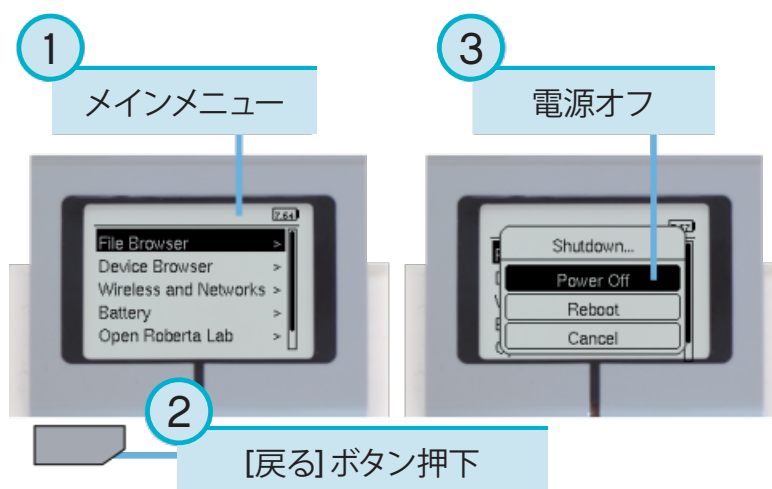 1
メインメニュー
7.64
File Browser >
Device Browser >
Wireless and Networks >
Battery >
Open Roberta Lab >
2
[戻る] ボタン押下
3
電源オフ
Shutdown...
Power Off
Reboot
Cancel